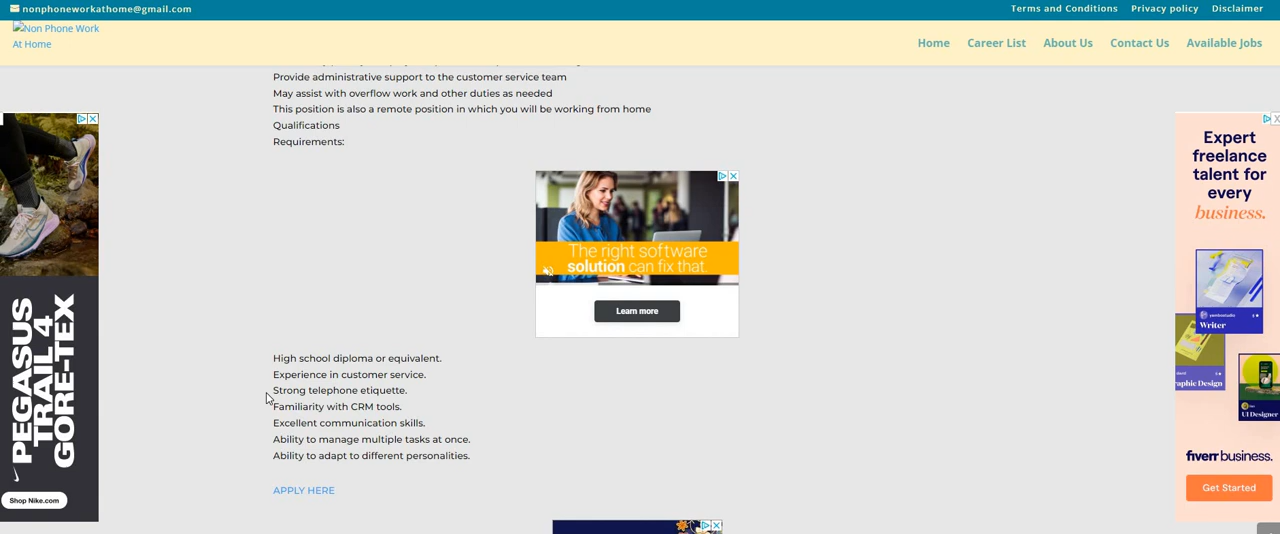 nonphoneworkathome@gmail.com
Terms and Conditions Privacy policy Disclaimer
Non Phone Work
At Home
Home Career List About Us Contact Us Available Jobs
Provide administrative support to the customer service team
May assist with overflow work and other duties as needed
This position is also a remote position in which you will be working from home
Qualifications
Requirements:
The right software
solution can fix that.
Learn more
High school diploma or equivalent.
Experience in customer service.
Strong telephone etiquette.
Familiarity with CRM tools.
Excellent communication skills.
Ability to manage multiple tasks at once.
Ability to adapt to different personalities.
APPLY HERE
PEGASUS
TRAIL 4
GORE-TEX
Shop Nike.com
Expert
freelance
talent for
every
business.
Writer
raphic Design
UI Designer
fiverr business.
Get Started